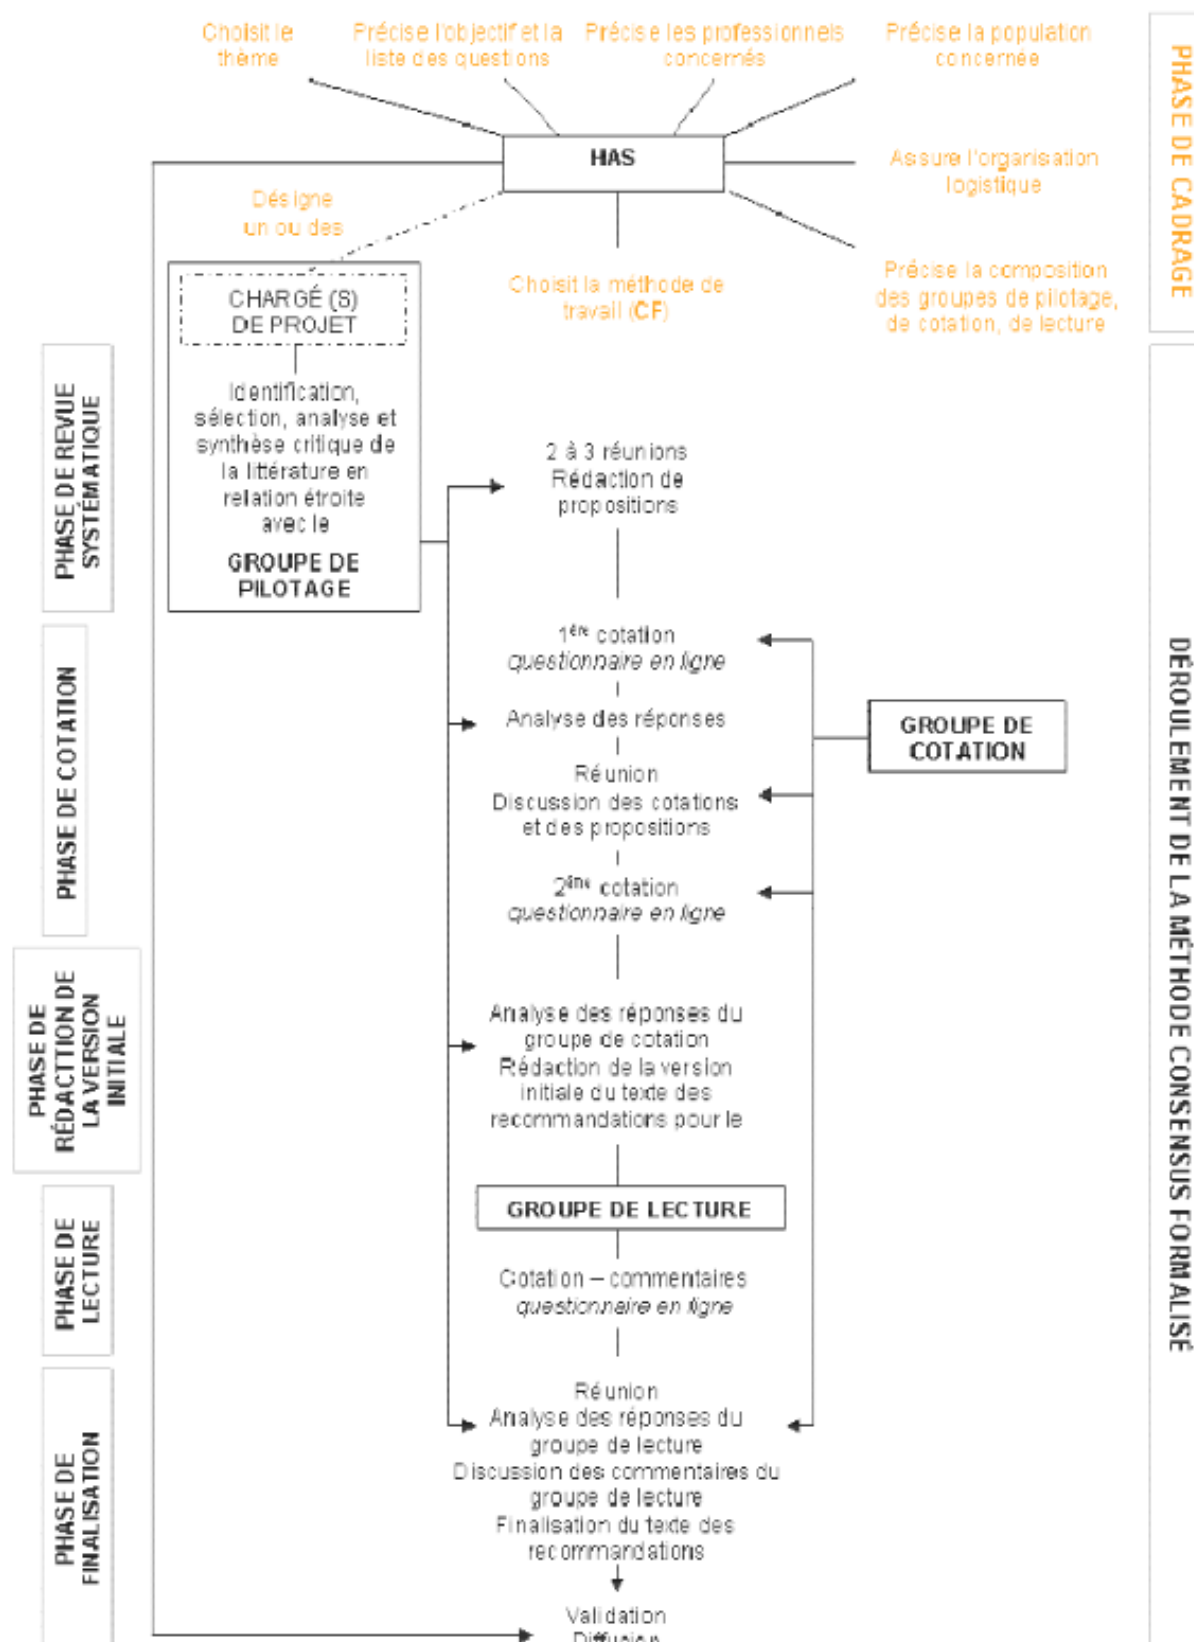 Choisit le
thème
Précise l'objectif et la
liste des questions
Précise les professionnels
concernés
Précise la population
concernée
HAS
Assure l'organisation
logistique
Désigne
un ou des
Choisit la méthode de
travail (CF)
Précise la composition
des groupes de pilotage,
de cotation, de lecture
PHASE DE CADRAGE
CHARGÉ (S)
DE PROJET
Identification,
sélection, analyse et
synthèse critique de
la littérature en
relation étroite
avec le
GROUPE DE
PILOTAGE
PHASE DE REVUE
SYSTÉMATIQUE
2 à 3 réunions
Rédaction de
propositions
PHASE DE COTATION
1ère cotation
questionnaire en ligne
Analyse des réponses
GROUPE DE
COTATION
Réunion
Discussion des cotations
et des propositions
2ème cotation
questionnaire en ligne
PHASE DE
RÉDACTTION DE
LA VERSION
INITIALE
Analyse des réponses du
groupe de cotation
Rédaction de la version
initiale du texte des
recommandations pour le
GROUPE DE LECTURE
PHASE DE
LECTURE
Cotation – commentaires
questionnaire en ligne
PHASE DE
FINALISATION
Réunion
Analyse des réponses du
groupe de lecture
Discussion des commentaires du
groupe de lecture
Finalisation du texte des
recommandations
Validation
Diffusion
DÉROULEMENT DE LA MÉTHODE CONSENSUS FORMALISÉ